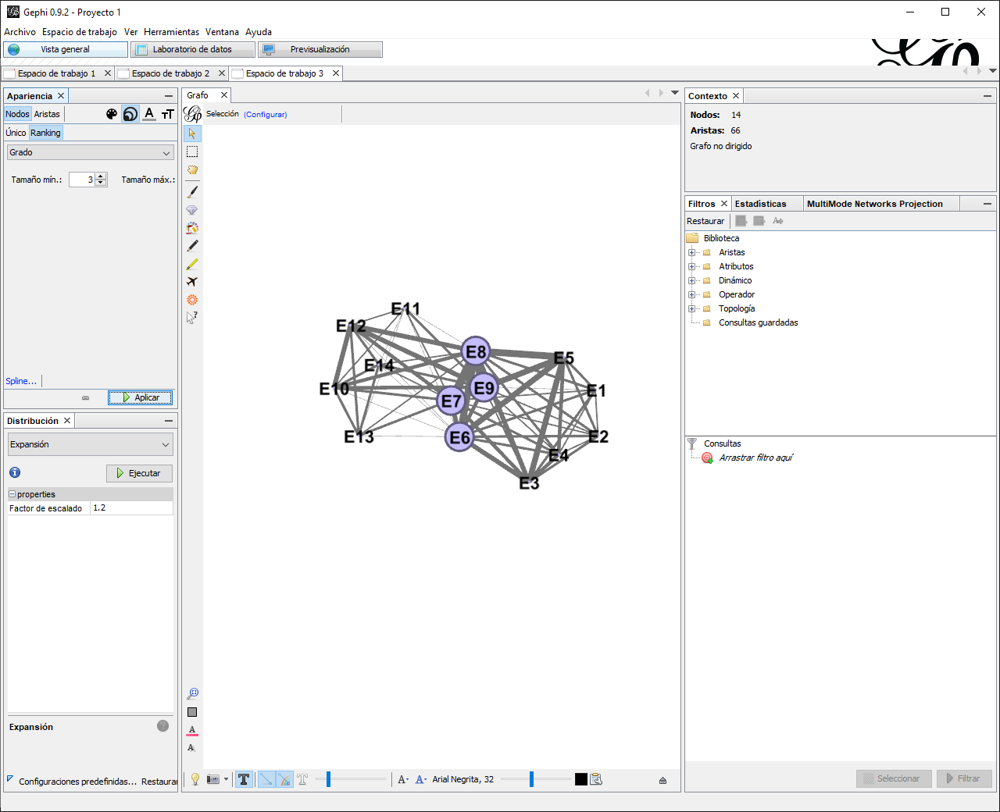 Gephi 0.9.2 - Proyecto 1
Archivo Espacio de trabajo Ver Herramientas Ventana Ayuda
Vista general Laboratorio de datos Previsualización
Espacio de trabajo 1 Espacio de trabajo 2 Espacio de trabajo 3
Apariencia
Nodos Aristas
Único Ranking
Grado
Tamaño mín.: 3 Tamaño máx.:
Spline...
Aplicar
Distribución
Expansión
Ejecutar
properties
Factor de escalado 1.2
Expansión
Configuraciones predefinidas... Restaurar
Grafo
Selección (Configurar)
E11
E12
E8
E5
E14
E10
E9
E1
E7
E13
E6
E2
E4
E3
Arial Negrita, 32
Contexto
Nodos: 14
Aristas: 66
Grafo no dirigido
Filtros Estadísticas MultiMode Networks Projection
Restaurar
Biblioteca
Aristas
Atributos
Dinámico
Operador
Topología
Consultas guardadas
Consultas
Arrastrar filtro aquí
Seleccionar Filtrar